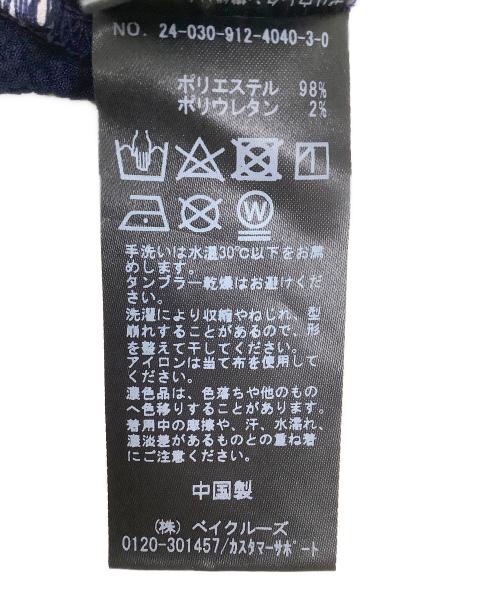 NO. 24-030-912-4040-3-0
ポリエステル 98%
ポリウレタン 2%
W
手洗いは水温30℃以下をお薦
めします。
タンブラー乾燥はお避けくだ
さい。
洗濯により収縮やねじれ、型
崩れすることがあるので、形
を整えて干してください。
アイロンは当て布を使用して
ください。
濃色品は、色落ちや他のもの
へ色移りすることがあります。
着用中の摩擦や、汗、水濡れ、
濃淡差があるものとの重ね着
にご注意ください。
中国製
(株) ベイクルーズ
0120-301457/カスタマーサポート